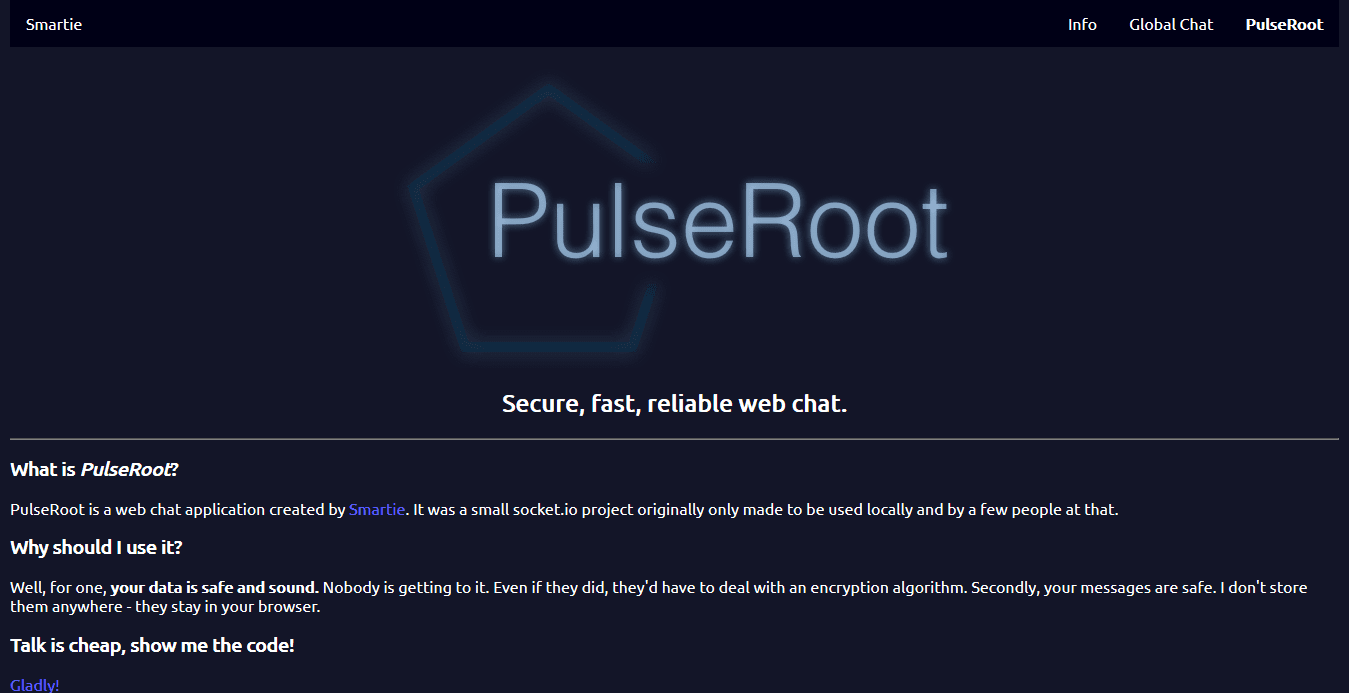 Smartie Info Global Chat PulseRoot
PulseRoot
Secure, fast, reliable web chat.
What is PulseRoot?
PulseRoot is a web chat application created by Smartie. It was a small socket.io project originally only made to be used locally and by a few people at that.
Why should I use it?
Well, for one, your data is safe and sound. Nobody is getting to it. Even if they did, they'd have to deal with an encryption algorithm. Secondly, your messages are safe. I don't store
them anywhere - they stay in your browser.
Talk is cheap, show me the code!
Gladly!